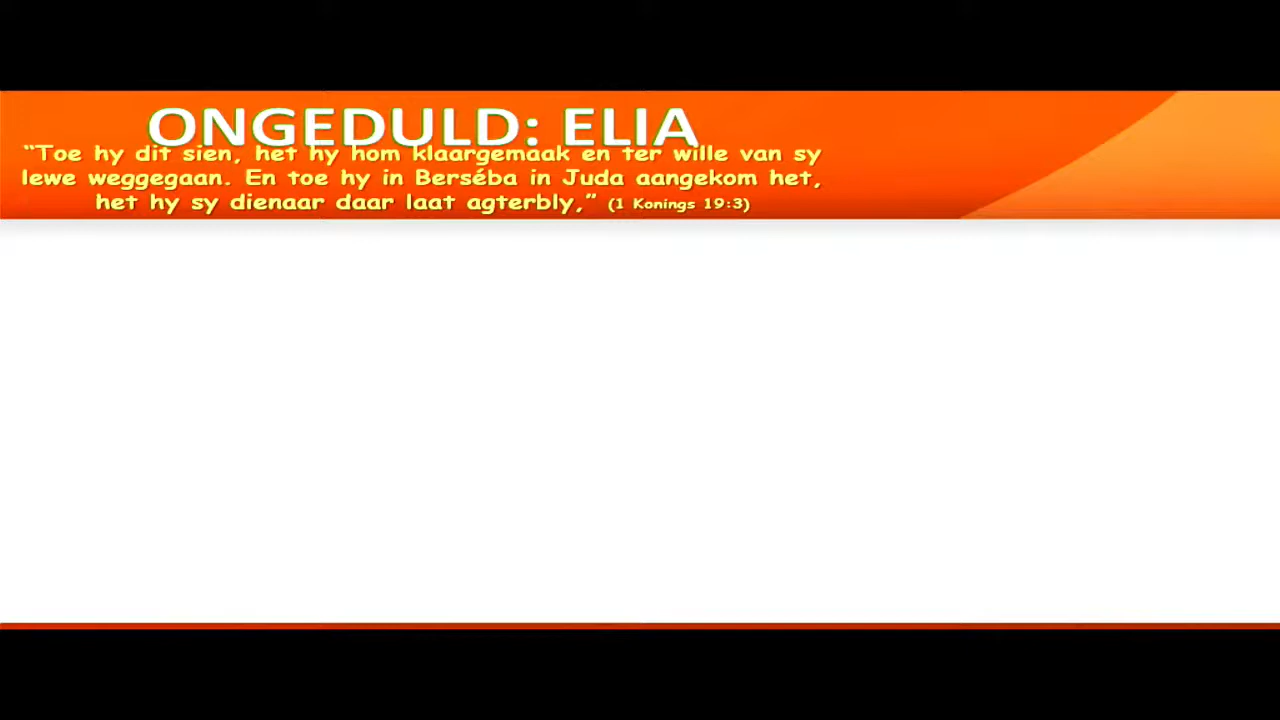 ONGEDULD: ELIA
“Toe hy dit sien, het hy hom klaargemaak en ter wille van sy
lewe weggegaan. En toe hy in Berséba in Juda aangekom het,
het hy sy dienaar daar laat agterbly,” (1 Konings 19:3)